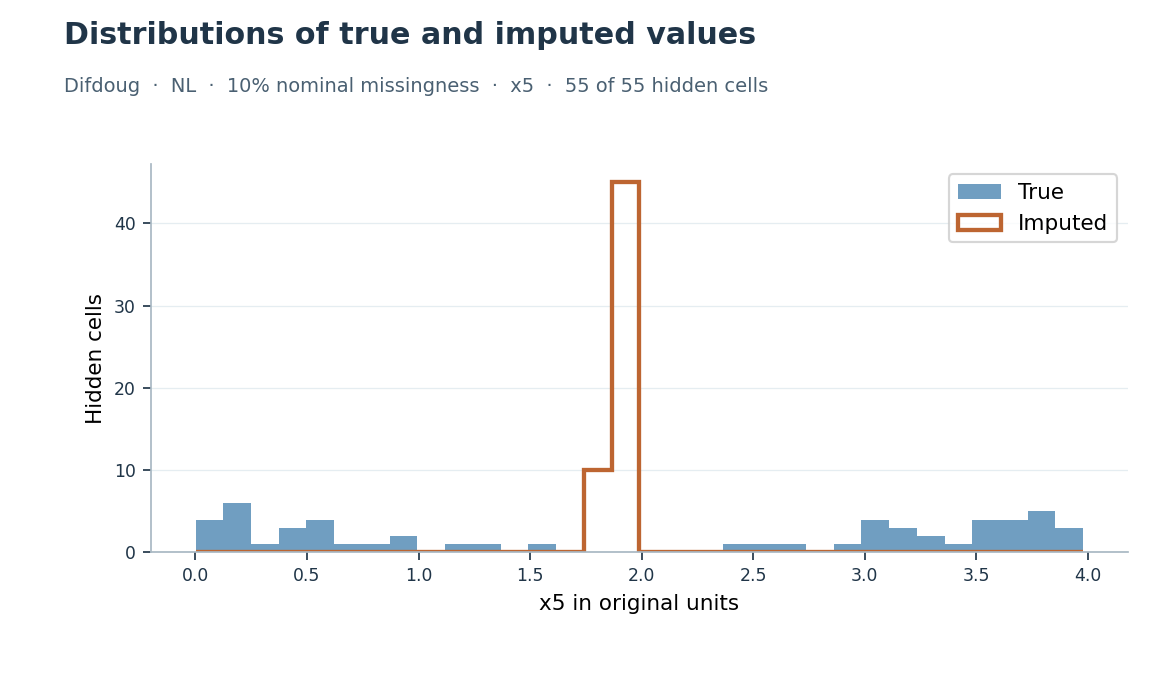 Distributions of true and imputed values
Difdoug · NL · 10% nominal missingness · x5 · 55 of 55 hidden cells
True
Imputed
Hidden cells
40
30
20
10
0
0.0 0.5 1.0 1.5 2.0 2.5 3.0 3.5 4.0
x5 in original units